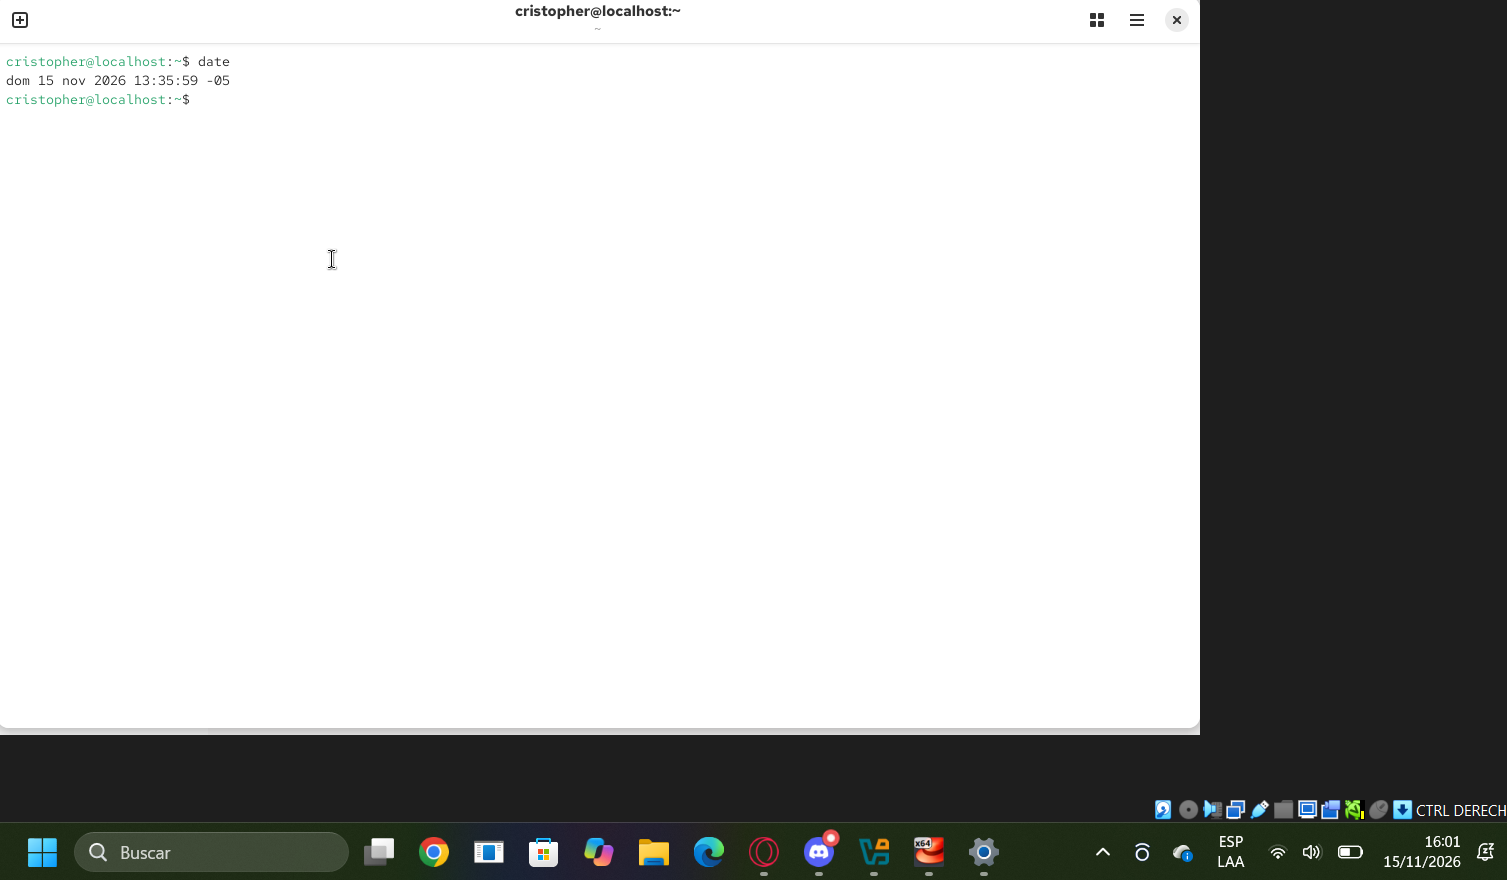 cristopher@localhost:~
~
cristopher@localhost:~$ date
dom 15 nov 2026 13:35:59 -05
cristopher@localhost:~$
CTRL DERECH
Buscar
x64
ESP
LAA
16:01
15/11/2026